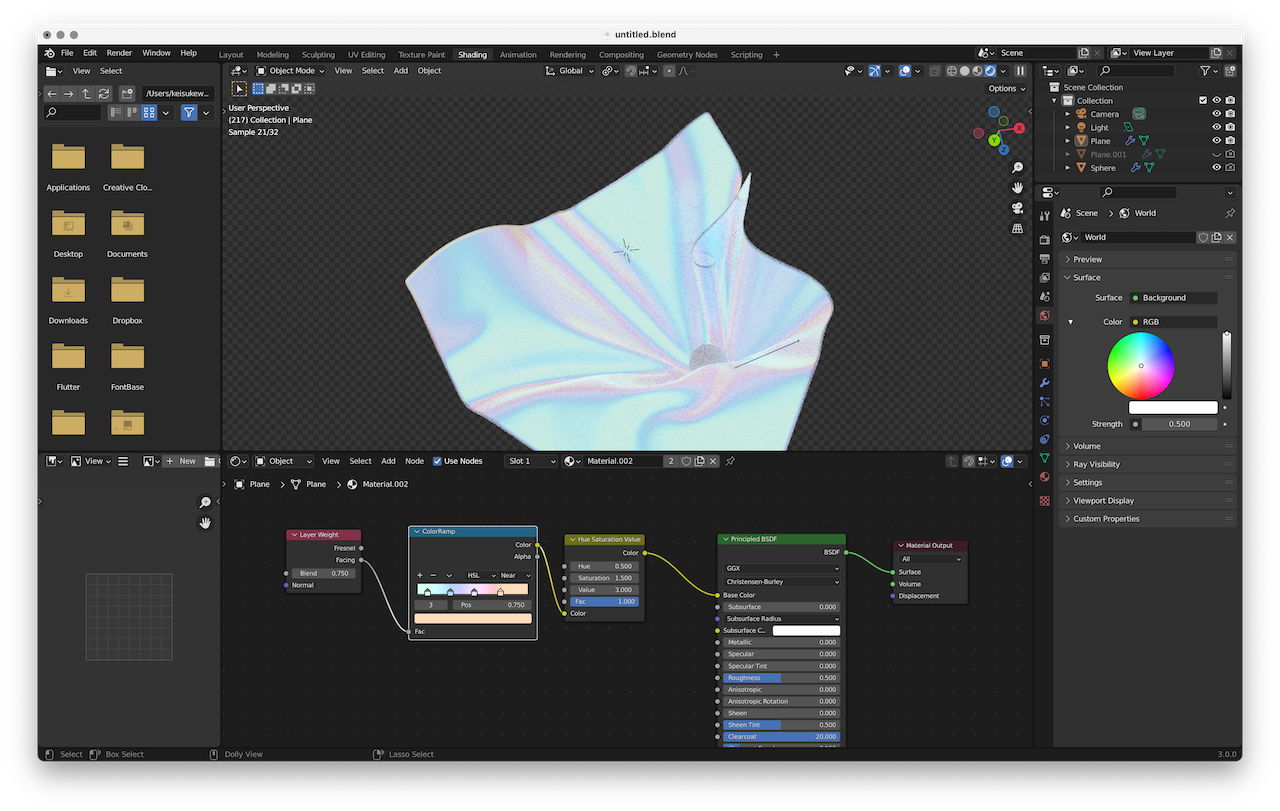 untitled.blend
File Edit Render Window Help
Layout Modeling Sculpting UV Editing Texture Paint Shading Animation Rendering Compositing Geometry Nodes Scripting +
Scene
View Layer
View Select
/Users/keisukew...
Applications Creative Clo...
Desktop Documents
Downloads Dropbox
Flutter FontBase
Object Mode View Select Add Object
Global
Options
User Perspective
(217) Collection | Plane
Sample 21/32
X
Y
Z
Scene Collection
Collection
Camera
Light
Plane
Plane.001
Sphere
Scene > World
World
Preview
Surface
Surface Background
Color RGB
Strength 0.500
Volume
Ray Visibility
Settings
Viewport Display
Custom Properties
View
+ New
Object View Select Add Node Use Nodes Slot 1 Material.002 2
Plane > Plane > Material.002
Layer Weight
Fresnel
Facing
Blend 0.750
Normal
ColorRamp
Color
Alpha
+ − HSL Near
3 Pos 0.750
Fac
Hue Saturation Value
Color
Hue 0.500
Saturation 1.500
Value 3.000
Fac 1.000
Color
Principled BSDF
BSDF
GGX
Christensen-Burley
Base Color
Subsurface 0.000
Subsurface Radius
Subsurface C...
Metallic 0.000
Specular 0.000
Specular Tint 0.000
Roughness 0.500
Anisotropic 0.000
Anisotropic Rotation 0.000
Sheen 0.000
Sheen Tint 0.500
Clearcoat 20.000
Material Output
All
Surface
Volume
Displacement
Select Box Select Dolly View Lasso Select 3.0.0